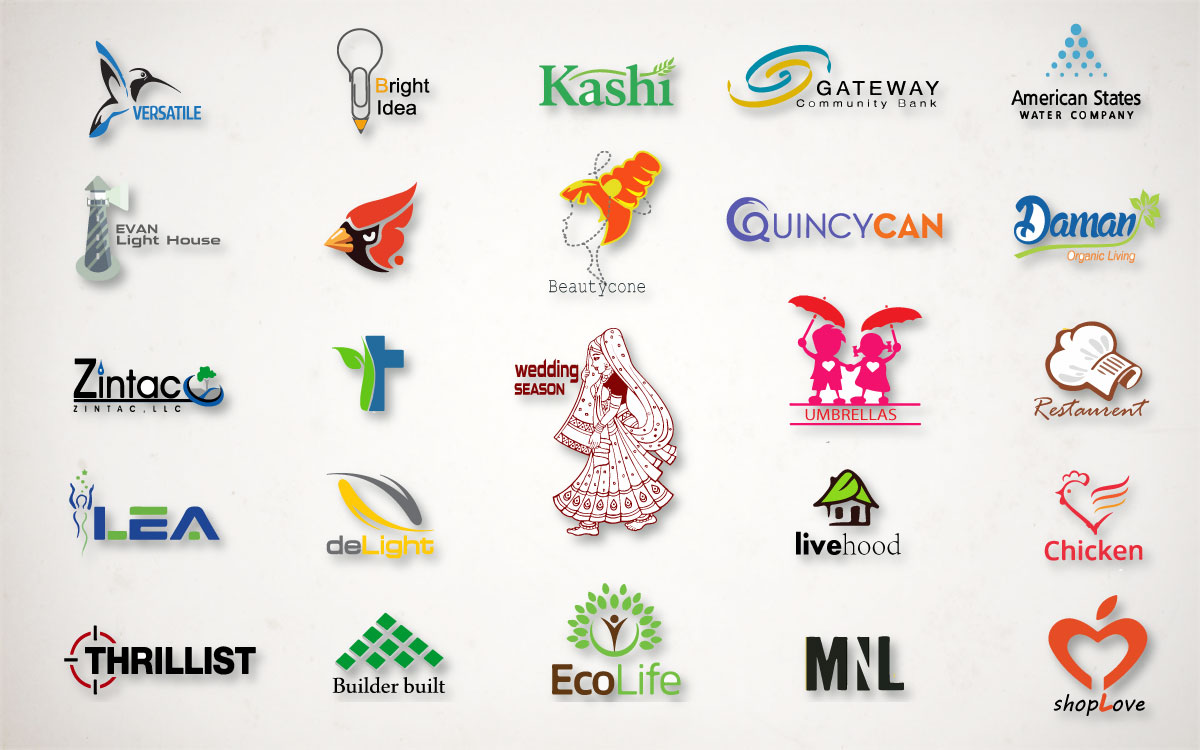 VERSATILE
Bright
Idea
Kashi
GATEWAY
Community Bank
American States
WATER COMPANY
EVAN
Light House
Beautycone
QUINCYCAN
Daman
Organic Living
Zintac
ZINTAC, LLC
t
wedding
SEASON
UMBRELLAS
Restaurent
LEA
deLight
livehood
Chicken
THRILLIST
Builder built
EcoLife
MNL
shopLove